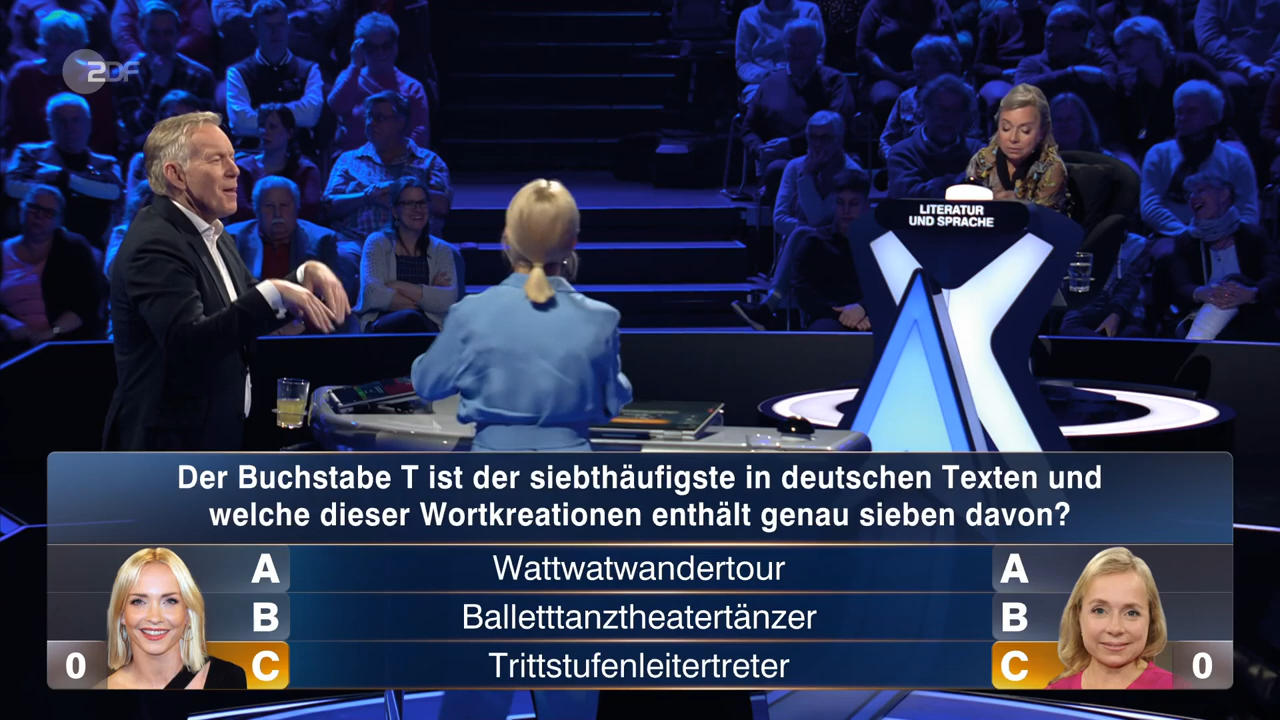 ZDF
LITERATUR
UND SPRACHE
Der Buchstabe T ist der siebthäufigste in deutschen Texten und
welche dieser Wortkreationen enthält genau sieben davon?
A Wattwatwandertour A
B Balletttanztheatertänzer B
0 C Trittstufenleitertreter C 0